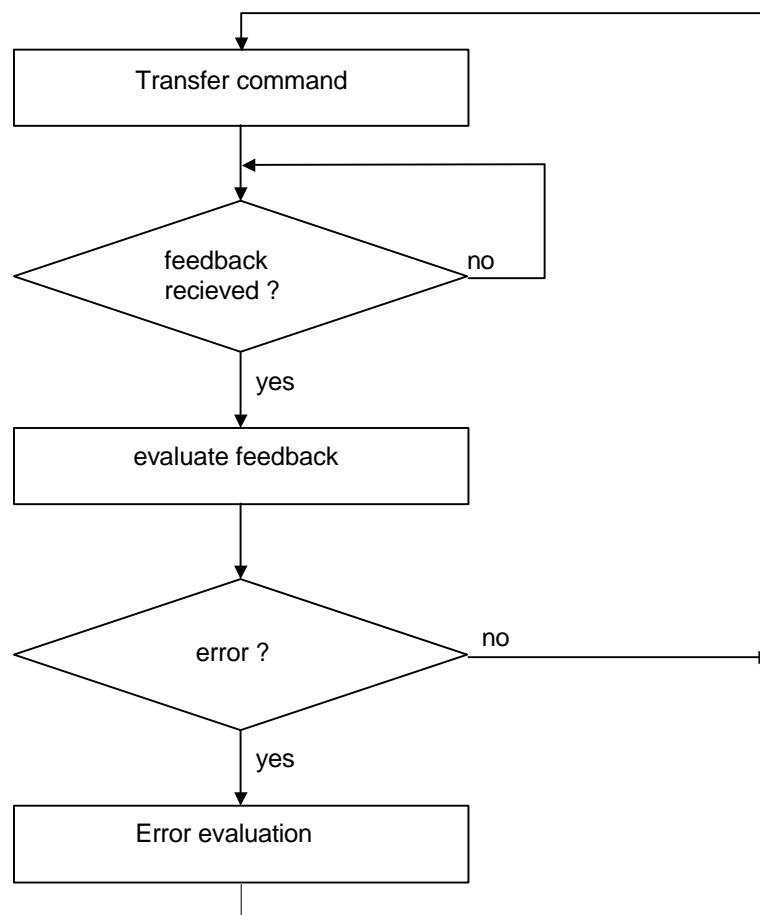 Transfer command
feedback
recieved ?
no
yes
evaluate feedback
error ?
no
yes
Error evaluation